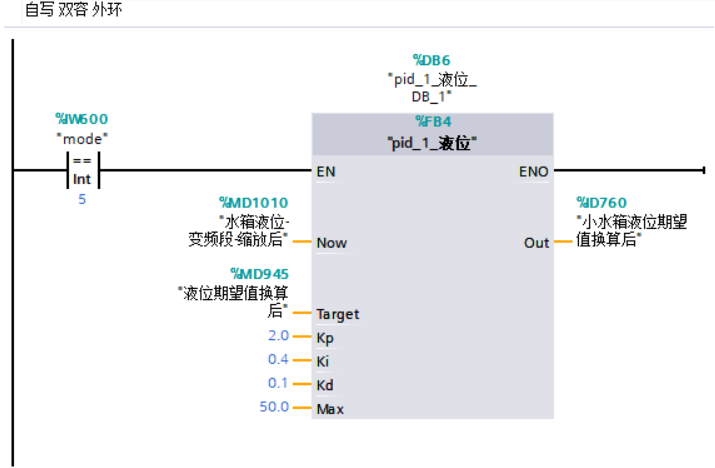 自写 双容 外环
%DB6
"pid_1_液位_
DB_1"
%IW600
"mode"
==
Int
5
%FB4
"pid_1_液位"
EN
ENO
%MD1010
"水箱液位-
变频段-缩放后"
Now
%ID760
"小水箱液位期望
值换算后"
Out
%MD945
"液位期望值换算
后"
Target
2.0
Kp
0.4
Ki
0.1
Kd
50.0
Max